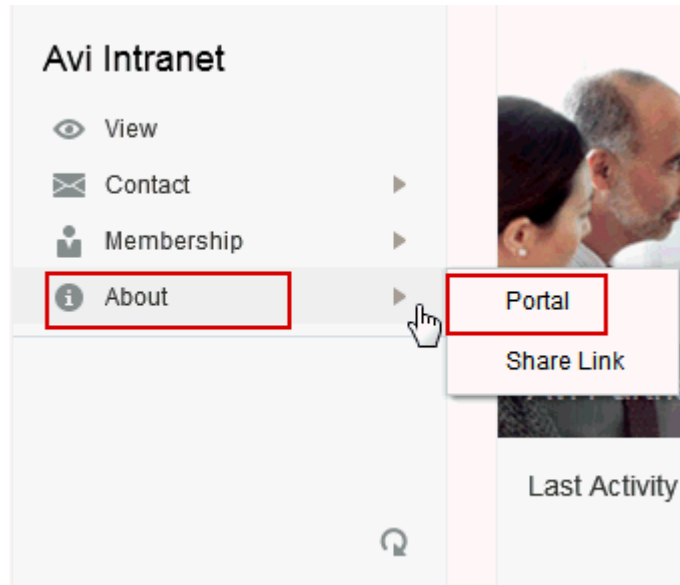 Avi Intranet
View
Contact
Membership
About
Portal
Share Link
Last Activity